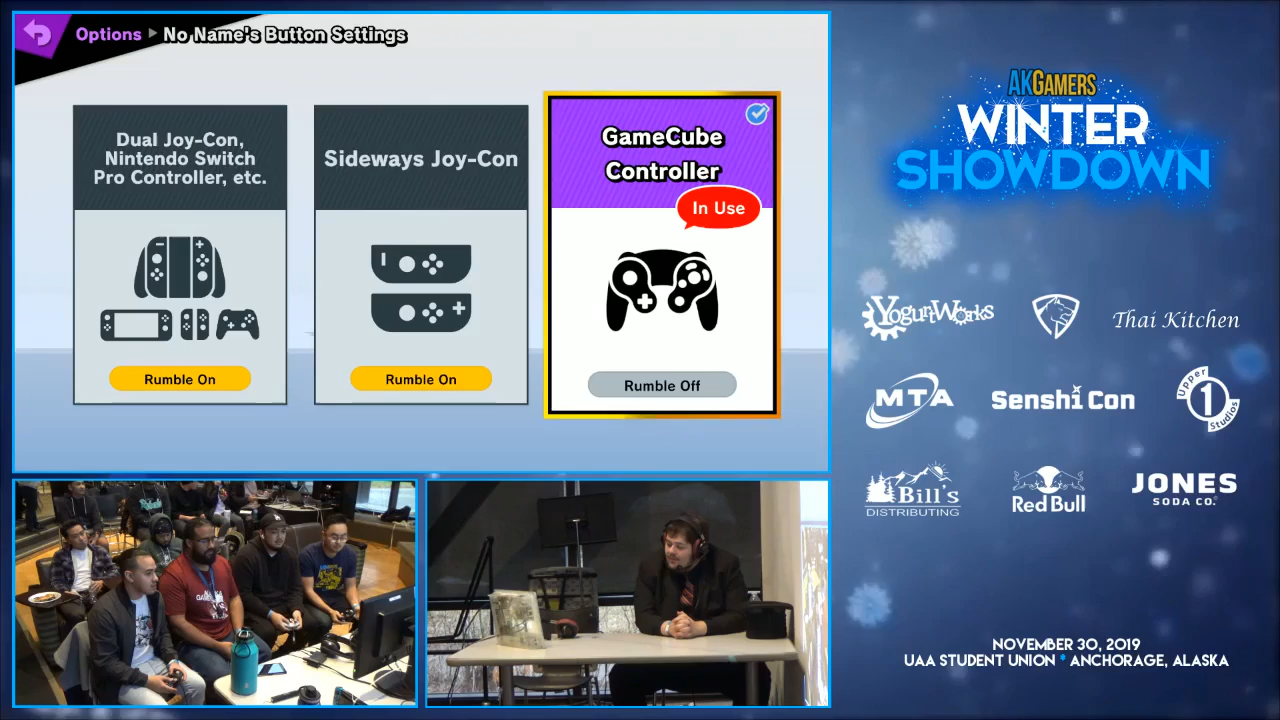 Options ▶ No Name's Button Settings
Dual Joy-Con,
Nintendo Switch
Pro Controller, etc.
Rumble On
Sideways Joy-Con
Rumble On
GameCube
Controller
In Use
Rumble Off
AKGAMERS
WINTER
SHOWDOWN
YogurtWorks
Thai Kitchen
MTA
Senshi Con
Upper
1
Studios
Bill's
DISTRIBUTING
Red Bull
JONES
SODA CO.
NOVEMBER 30, 2019
UAA STUDENT UNION * ANCHORAGE, ALASKA